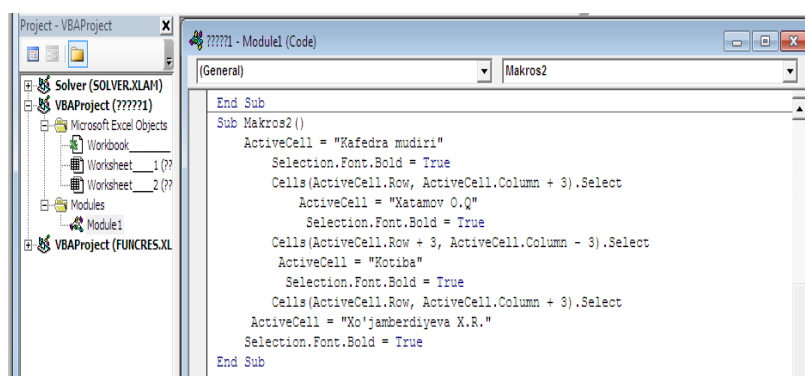 Project - VBAProject
Solver (SOLVER.XLAM)
VBAProject (?????1)
Microsoft Excel Objects
Workbook________
Worksheet____1 (??
Worksheet____2 (??
Modules
Module1
VBAProject (FUNCRES.XL
?????1 - Module1 (Code)
(General)
Makros2
End Sub
Sub Makros2()
ActiveCell = "Kafedra mudiri"
Selection.Font.Bold = True
Cells(ActiveCell.Row, ActiveCell.Column + 3).Select
ActiveCell = "Xatamov O.Q"
Selection.Font.Bold = True
Cells(ActiveCell.Row + 3, ActiveCell.Column - 3).Select
ActiveCell = "Kotiba"
Selection.Font.Bold = True
Cells(ActiveCell.Row, ActiveCell.Column + 3).Select
ActiveCell = "Xo'jamberdiyeva X.R."
Selection.Font.Bold = True
End Sub